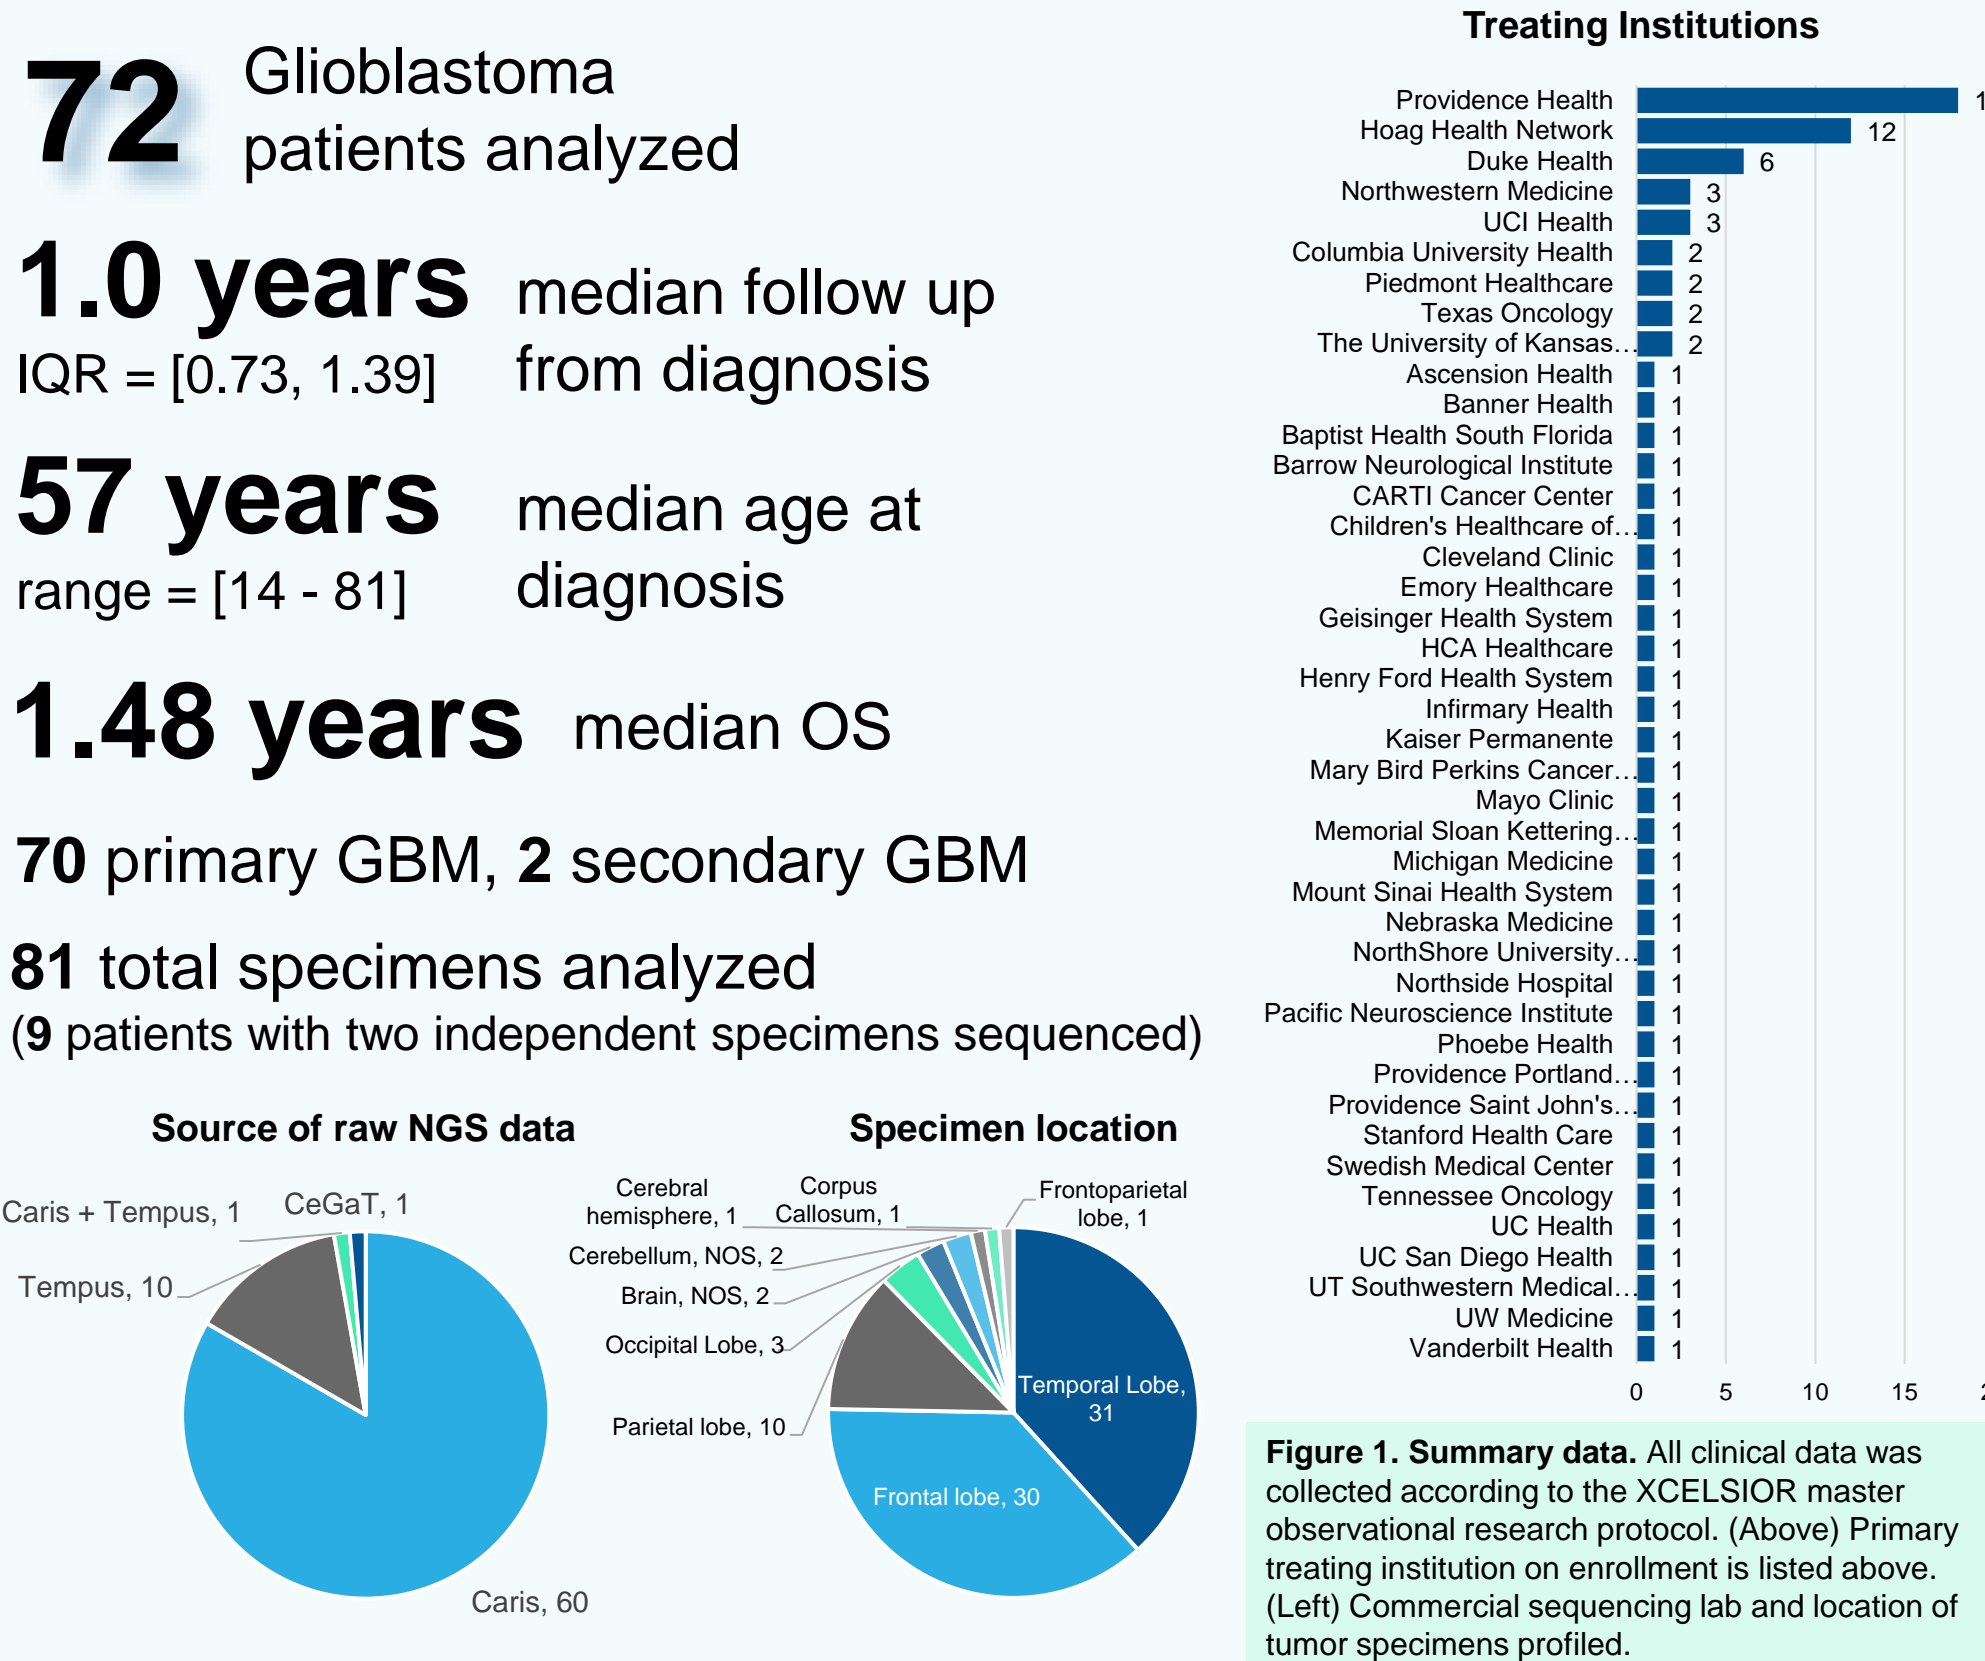 72
Glioblastoma
patients analyzed
1.0 years
IQR = [0.73, 1.39]
median follow up
from diagnosis
57 years
range = [14 - 81]
median age at
diagnosis
1.48 years median OS
70 primary GBM, 2 secondary GBM
81 total specimens analyzed
(9 patients with two independent specimens sequenced)
Source of raw NGS data
Caris + Tempus, 1
CeGaT, 1
Tempus, 10
Caris, 60
Specimen location
Cerebral
hemisphere, 1
Corpus
Callosum, 1
Frontoparietal
lobe, 1
Cerebellum, NOS, 2
Brain, NOS, 2
Occipital Lobe, 3
Parietal lobe, 10
Temporal Lobe,
31
Frontal lobe, 30
Treating Institutions
Providence Health
Hoag Health Network 12
Duke Health 6
Northwestern Medicine 3
UCI Health 3
Columbia University Health 2
Piedmont Healthcare 2
Texas Oncology 2
The University of Kansas… 2
Ascension Health 1
Banner Health 1
Baptist Health South Florida 1
Barrow Neurological Institute 1
CARTI Cancer Center 1
Children's Healthcare of… 1
Cleveland Clinic 1
Emory Healthcare 1
Geisinger Health System 1
HCA Healthcare 1
Henry Ford Health System 1
Infirmary Health 1
Kaiser Permanente 1
Mary Bird Perkins Cancer… 1
Mayo Clinic 1
Memorial Sloan Kettering… 1
Michigan Medicine 1
Mount Sinai Health System 1
Nebraska Medicine 1
NorthShore University… 1
Northside Hospital 1
Pacific Neuroscience Institute 1
Phoebe Health 1
Providence Portland… 1
Providence Saint John's… 1
Stanford Health Care 1
Swedish Medical Center 1
Tennessee Oncology 1
UC Health 1
UC San Diego Health 1
UT Southwestern Medical… 1
UW Medicine 1
Vanderbilt Health 1
0 5 10 15
Figure 1. Summary data. All clinical data was
collected according to the XCELSIOR master
observational research protocol. (Above) Primary
treating institution on enrollment is listed above.
(Left) Commercial sequencing lab and location of
tumor specimens profiled.